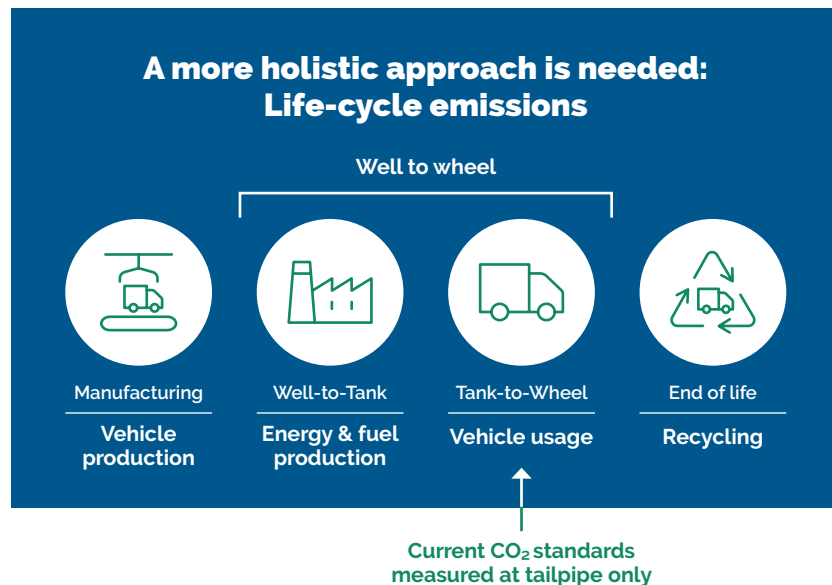 A more holistic approach is needed:
Life-cycle emissions
Well to wheel
Manufacturing
Vehicle
production
Well-to-Tank
Energy & fuel
production
Tank-to-Wheel
Vehicle usage
End of life
Recycling
Current CO₂ standards
measured at tailpipe only